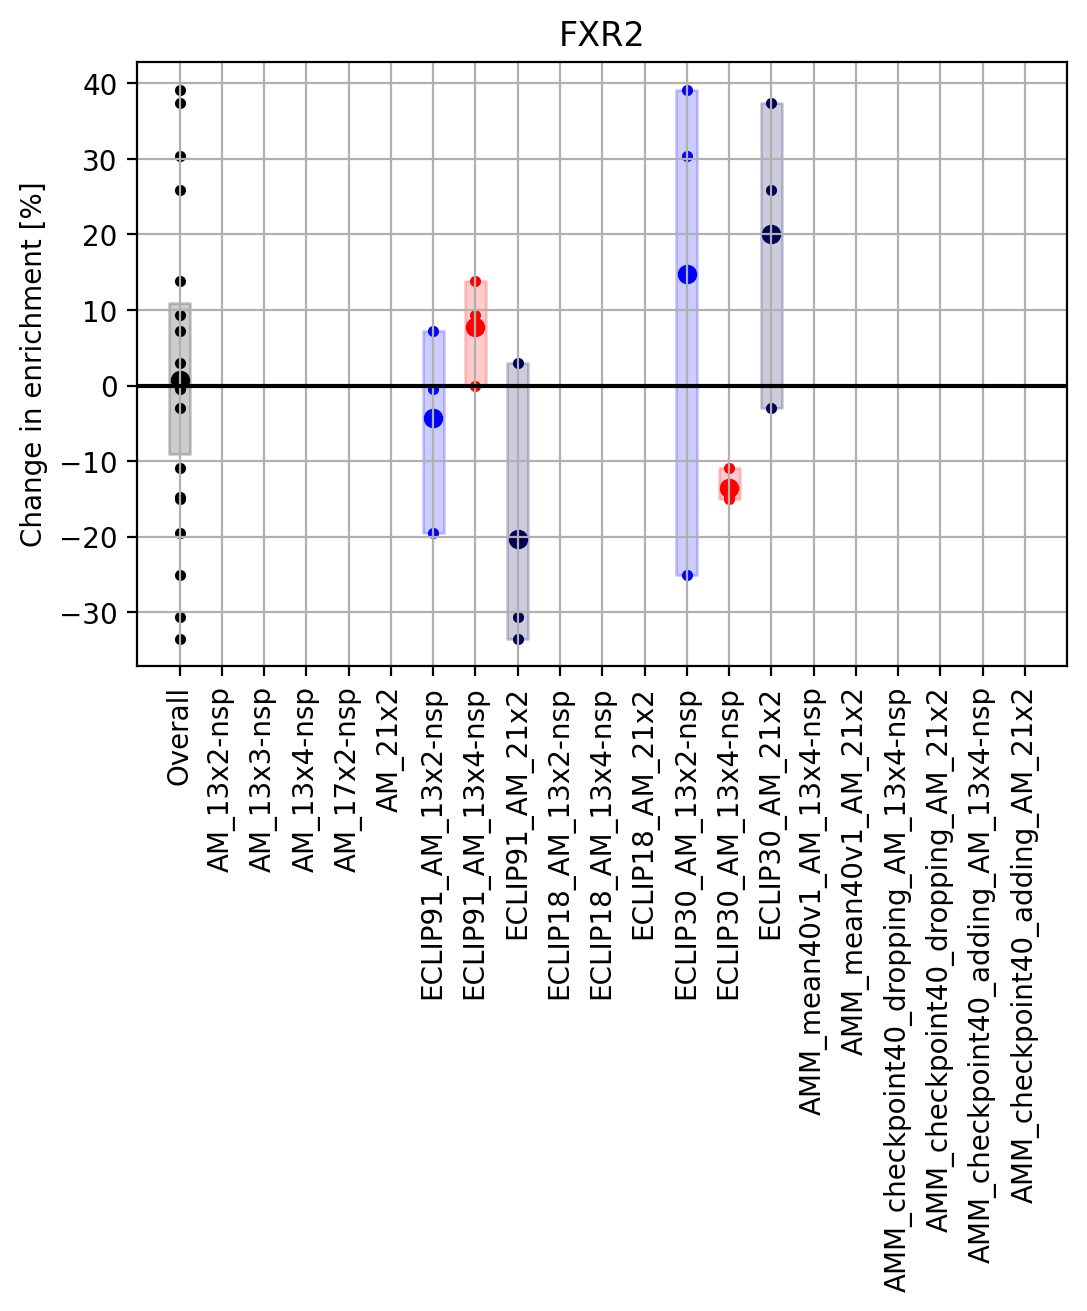 FXR2
Change in enrichment [%]
40
30
20
10
0
−10
−20
−30
Overall
AM_13x2-nsp
AM_13x3-nsp
AM_13x4-nsp
AM_17x2-nsp
AM_21x2
ECLIP91_AM_13x2-nsp
ECLIP91_AM_13x4-nsp
ECLIP91_AM_21x2
ECLIP18_AM_13x2-nsp
ECLIP18_AM_13x4-nsp
ECLIP18_AM_21x2
ECLIP30_AM_13x2-nsp
ECLIP30_AM_13x4-nsp
ECLIP30_AM_21x2
AMM_mean40v1_AM_13x4-nsp
AMM_mean40v1_AM_21x2
AMM_checkpoint40_dropping_AM_13x4-nsp
AMM_checkpoint40_dropping_AM_21x2
AMM_checkpoint40_adding_AM_13x4-nsp
AMM_checkpoint40_adding_AM_21x2